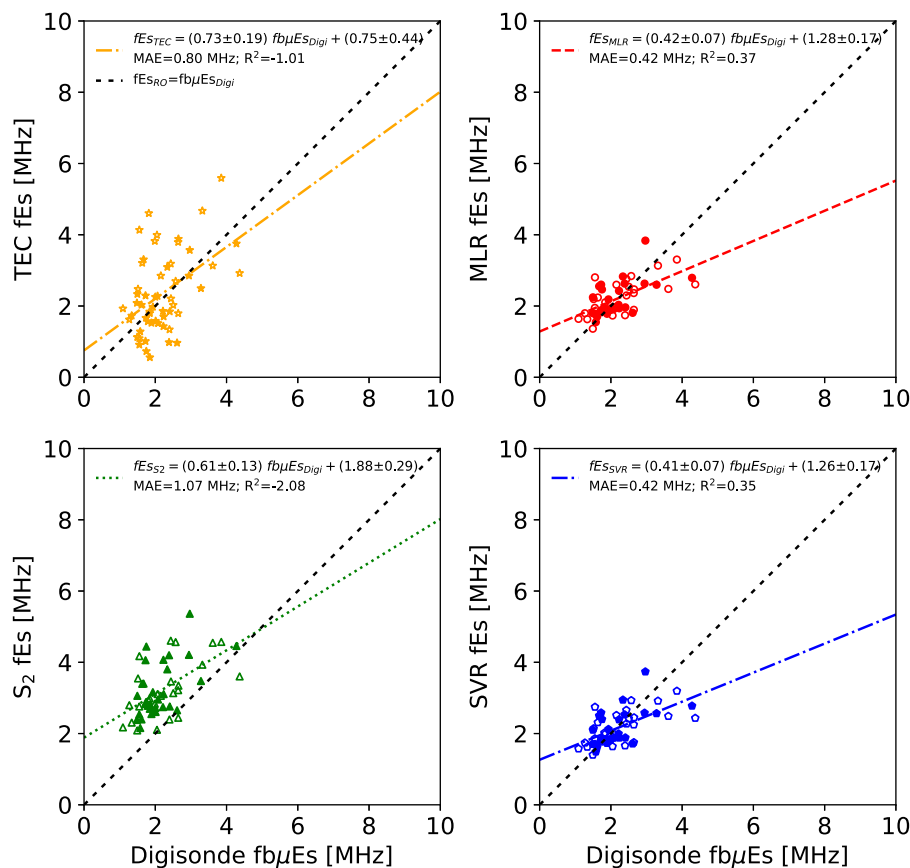 fEs_TEC = (0.73±0.19) fbμEs_Digi + (0.75±0.44)
MAE=0.80 MHz; R²=-1.01
fEs_RO=fbμEs_Digi
TEC fEs [MHz]
10
8
6
4
2
0
0 2 4 6 8 10
fEs_MLR = (0.42±0.07) fbμEs_Digi + (1.28±0.17)
MAE=0.42 MHz; R²=0.37
MLR fEs [MHz]
10
8
6
4
2
0
0 2 4 6 8 10
fEs_S2 = (0.61±0.13) fbμEs_Digi + (1.88±0.29)
MAE=1.07 MHz; R²=-2.08
S₂ fEs [MHz]
10
8
6
4
2
0
0 2 4 6 8 10
Digisonde fbμEs [MHz]
fEs_SVR = (0.41±0.07) fbμEs_Digi + (1.26±0.17)
MAE=0.42 MHz; R²=0.35
SVR fEs [MHz]
10
8
6
4
2
0
0 2 4 6 8 10
Digisonde fbμEs [MHz]